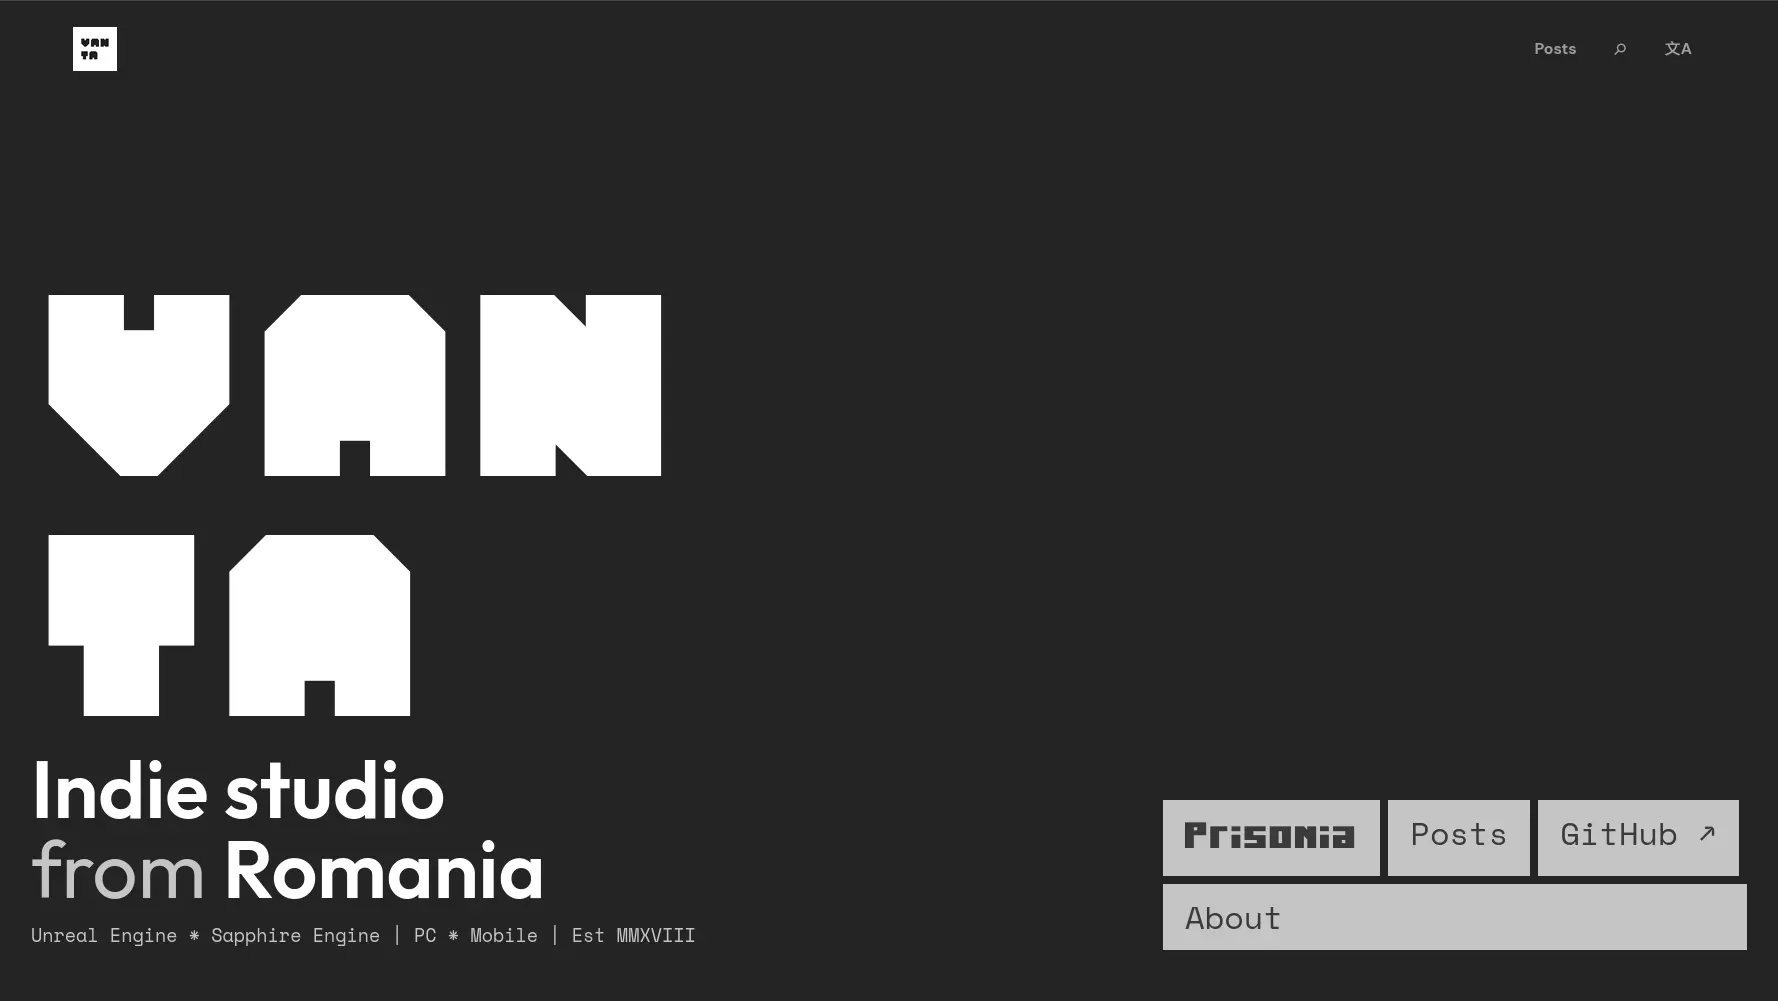 VAN
TA
Posts
文A
VAN
TA
Indie studio
from Romania
Unreal Engine * Sapphire Engine | PC * Mobile | Est MMXVIII
Prisonia
Posts
GitHub ↗
About